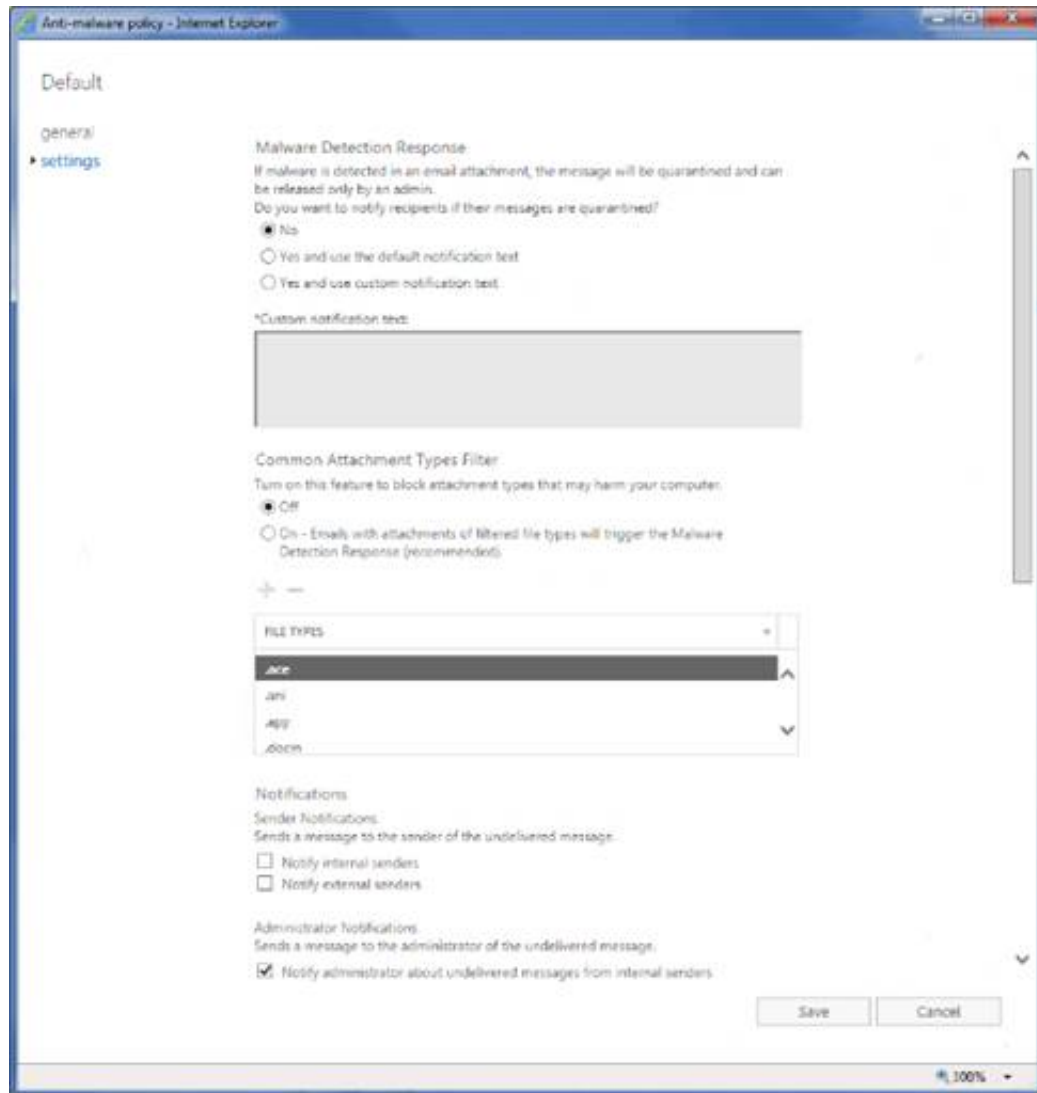 Anti-malware policy - Internet Explorer
Default
general
settings
Malware Detection Response
If malware is detected in an email attachment, the message will be quarantined and can
be released only by an admin.
Do you want to notify recipients if their messages are quarantined?
No
Yes and use the default notification text
Yes and use custom notification text
*Custom notification text:
Common Attachment Types Filter
Turn on this feature to block attachment types that may harm your computer.
Off
On - Emails with attachments of filtered file types will trigger the Malware
Detection Response (recommended).
FILE TYPES
.ace
.ani
.app
.docm
Notifications
Sender Notifications
Sends a message to the sender of the undelivered message.
Notify internal senders
Notify external senders
Administrator Notifications
Sends a message to the administrator of the undelivered message.
Notify administrator about undelivered messages from internal senders
Save
Cancel
100%